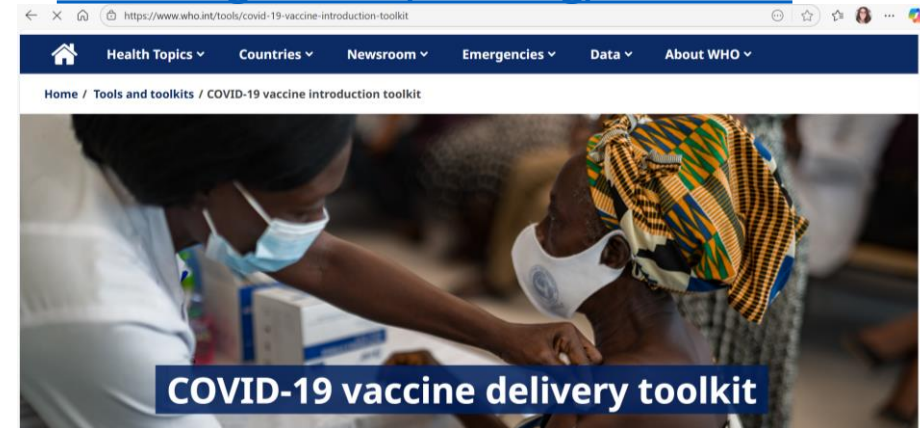 https://www.who.int/tools/covid-19-vaccine-introduction-toolkit
Health Topics Countries Newsroom Emergencies Data About WHO
Home / Tools and toolkits / COVID-19 vaccine introduction toolkit
COVID-19 vaccine delivery toolkit